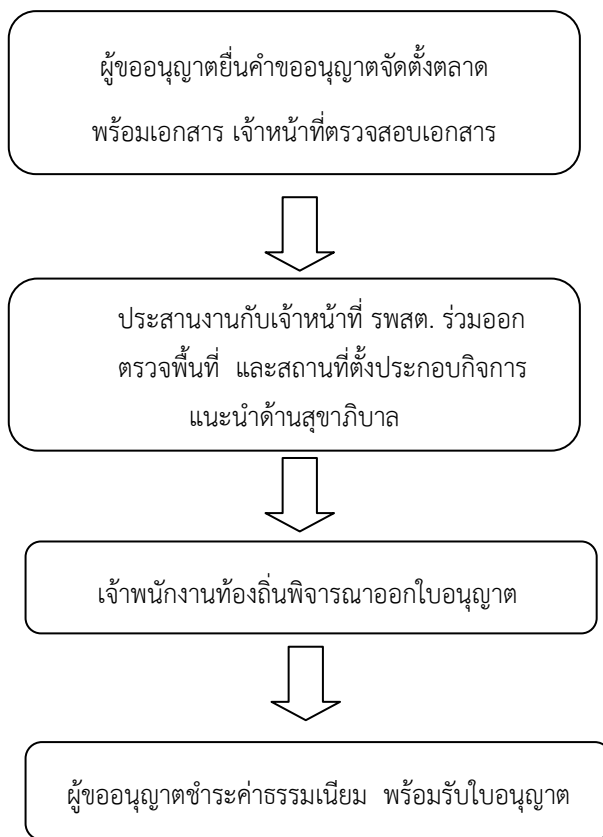 ผู้ขออนุญาตยื่นคำขออนุญาตจัดตั้งตลาด
พร้อมเอกสาร เจ้าหน้าที่ตรวจสอบเอกสาร
ประสานงานกับเจ้าหน้าที่ รพสต. ร่วมออก
ตรวจพื้นที่ และสถานที่ตั้งประกอบกิจการ
แนะนำด้านสุขาภิบาล
เจ้าพนักงานท้องถิ่นพิจารณาออกใบอนุญาต
ผู้ขออนุญาตชำระค่าธรรมเนียม พร้อมรับใบอนุญาต